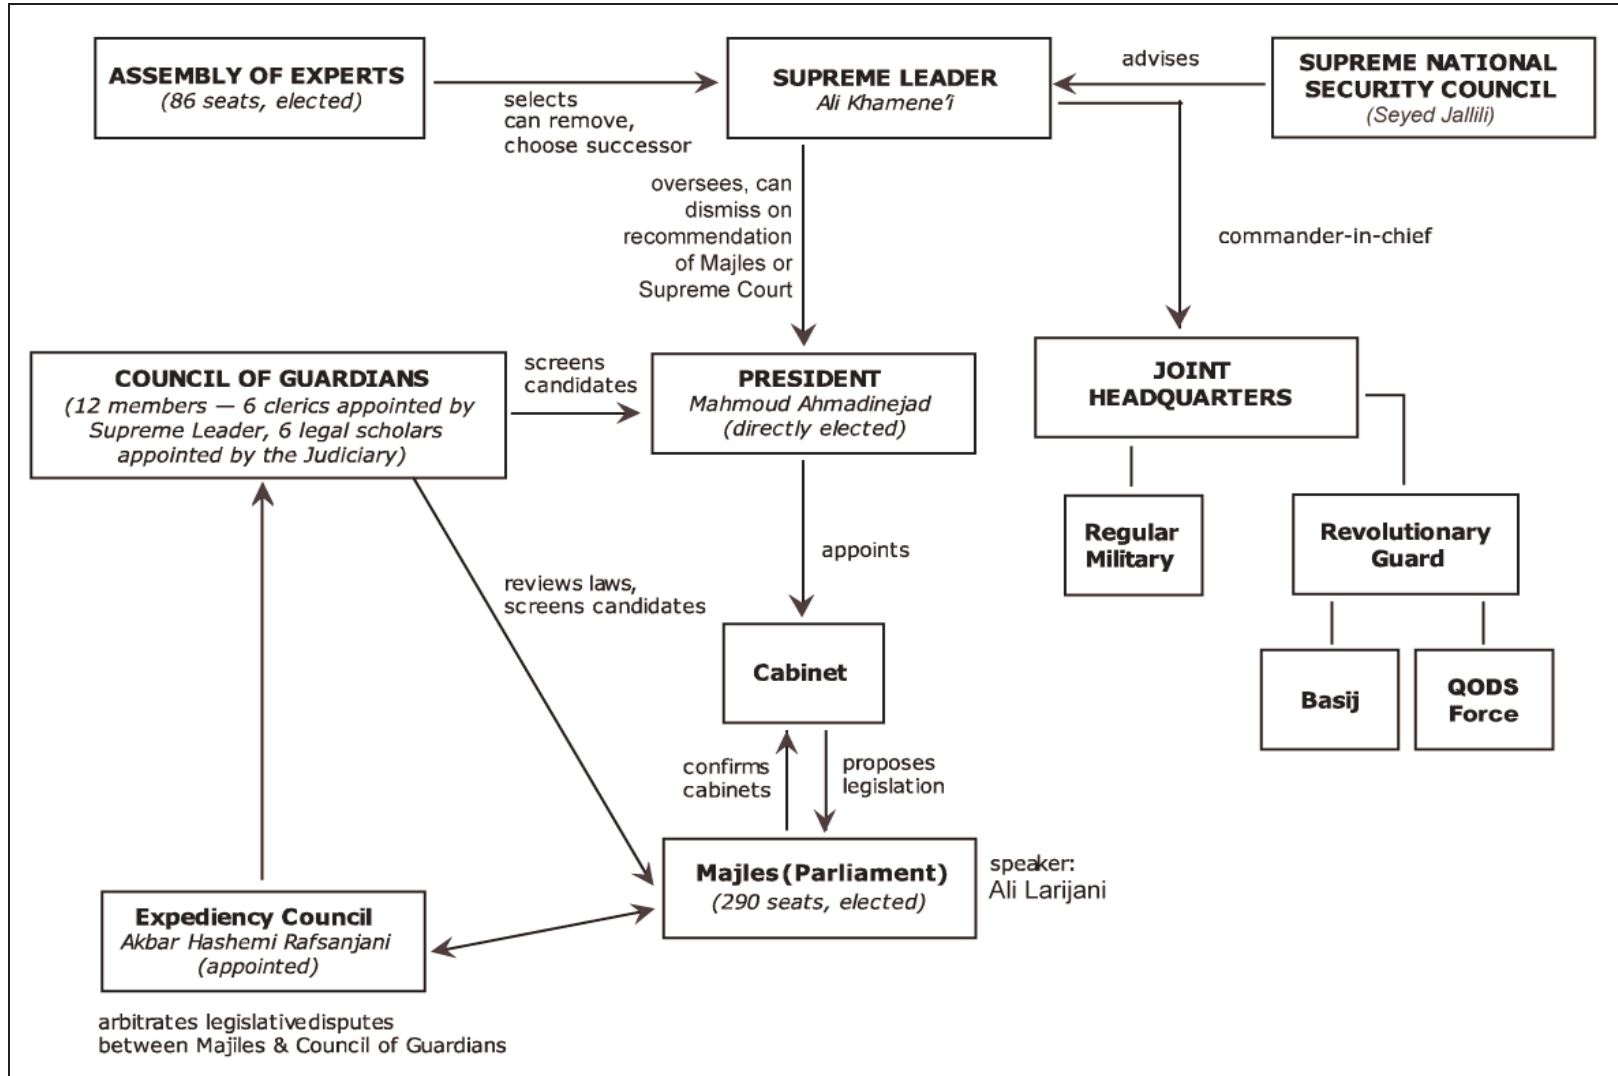 ASSEMBLY OF EXPERTS
(86 seats, elected)
selects
can remove,
choose successor
SUPREME LEADER
Ali Khamene'i
advises
SUPREME NATIONAL
SECURITY COUNCIL
(Seyed Jallili)
oversees, can
dismiss on
recommendation
of Majles or
Supreme Court
commander-in-chief
COUNCIL OF GUARDIANS
(12 members — 6 clerics appointed by
Supreme Leader, 6 legal scholars
appointed by the Judiciary)
screens
candidates
PRESIDENT
Mahmoud Ahmadinejad
(directly elected)
JOINT
HEADQUARTERS
Regular
Military
Revolutionary
Guard
appoints
reviews laws,
screens candidates
Cabinet
Basij
QODS
Force
confirms
cabinets
proposes
legislation
Majles (Parliament)
(290 seats, elected)
speaker:
Ali Larijani
Expediency Council
Akbar Hashemi Rafsanjani
(appointed)
arbitrates legislative disputes
between Majiles & Council of Guardians